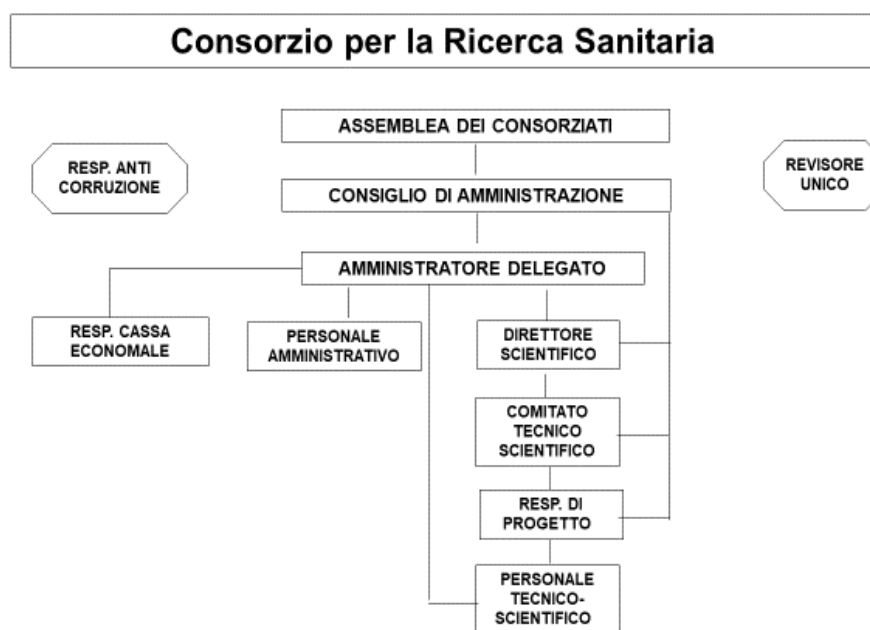 Consorzio per la Ricerca Sanitaria
ASSEMBLEA DEI CONSORZIATI
RESP. ANTI
CORRUZIONE
REVISORE
UNICO
CONSIGLIO DI AMMINISTRAZIONE
AMMINISTRATORE DELEGATO
RESP. CASSA
ECONOMALE
PERSONALE
AMMINISTRATIVO
DIRETTORE
SCIENTIFICO
COMITATO
TECNICO
SCIENTIFICO
RESP. DI
PROGETTO
PERSONALE
TECNICO-
SCIENTIFICO